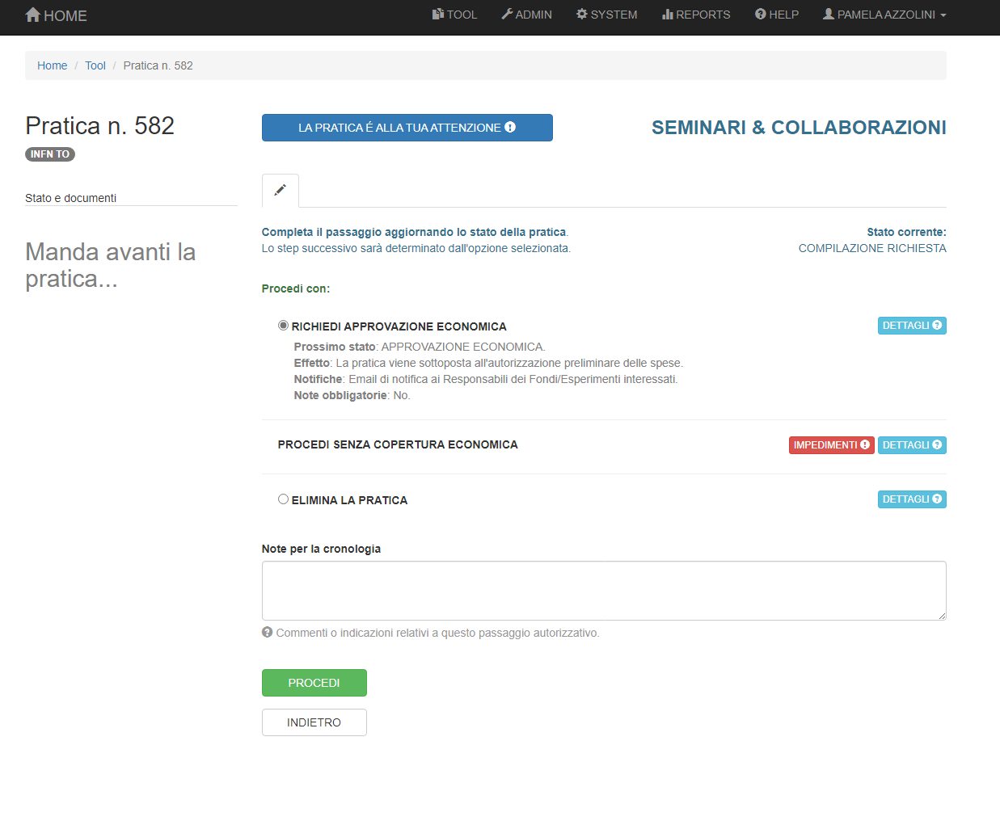 HOME
TOOL
ADMIN
SYSTEM
REPORTS
HELP
PAMELA AZZOLINI
Home / Tool / Pratica n. 582
Pratica n. 582
INFN TO
LA PRATICA É ALLA TUA ATTENZIONE
SEMINARI & COLLABORAZIONI
Stato e documenti
Manda avanti la
pratica...
Completa il passaggio aggiornando lo stato della pratica.
Lo step successivo sarà determinato dall'opzione selezionata.
Stato corrente:
COMPILAZIONE RICHIESTA
Procedi con:
RICHIEDI APPROVAZIONE ECONOMICA
DETTAGLI
Prossimo stato: APPROVAZIONE ECONOMICA.
Effetto: La pratica viene sottoposta all'autorizzazione preliminare delle spese.
Notifiche: Email di notifica ai Responsabili dei Fondi/Esperimenti interessati.
Note obbligatorie: No.
PROCEDI SENZA COPERTURA ECONOMICA
IMPEDIMENTI
DETTAGLI
ELIMINA LA PRATICA
DETTAGLI
Note per la cronologia
Commenti o indicazioni relativi a questo passaggio autorizzativo.
PROCEDI
INDIETRO